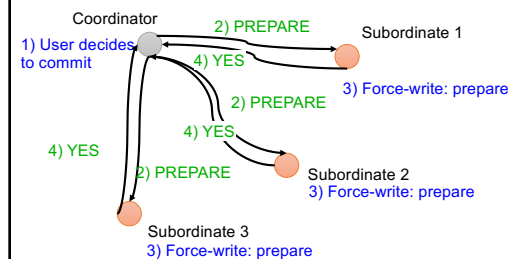 Coordinator
2) PREPARE
Subordinate 1
1) User decides
to commit
4) YES
3) Force-write: prepare
2) PREPARE
4) YES
4) YES
2) PREPARE
Subordinate 2
3) Force-write: prepare
Subordinate 3
3) Force-write: prepare